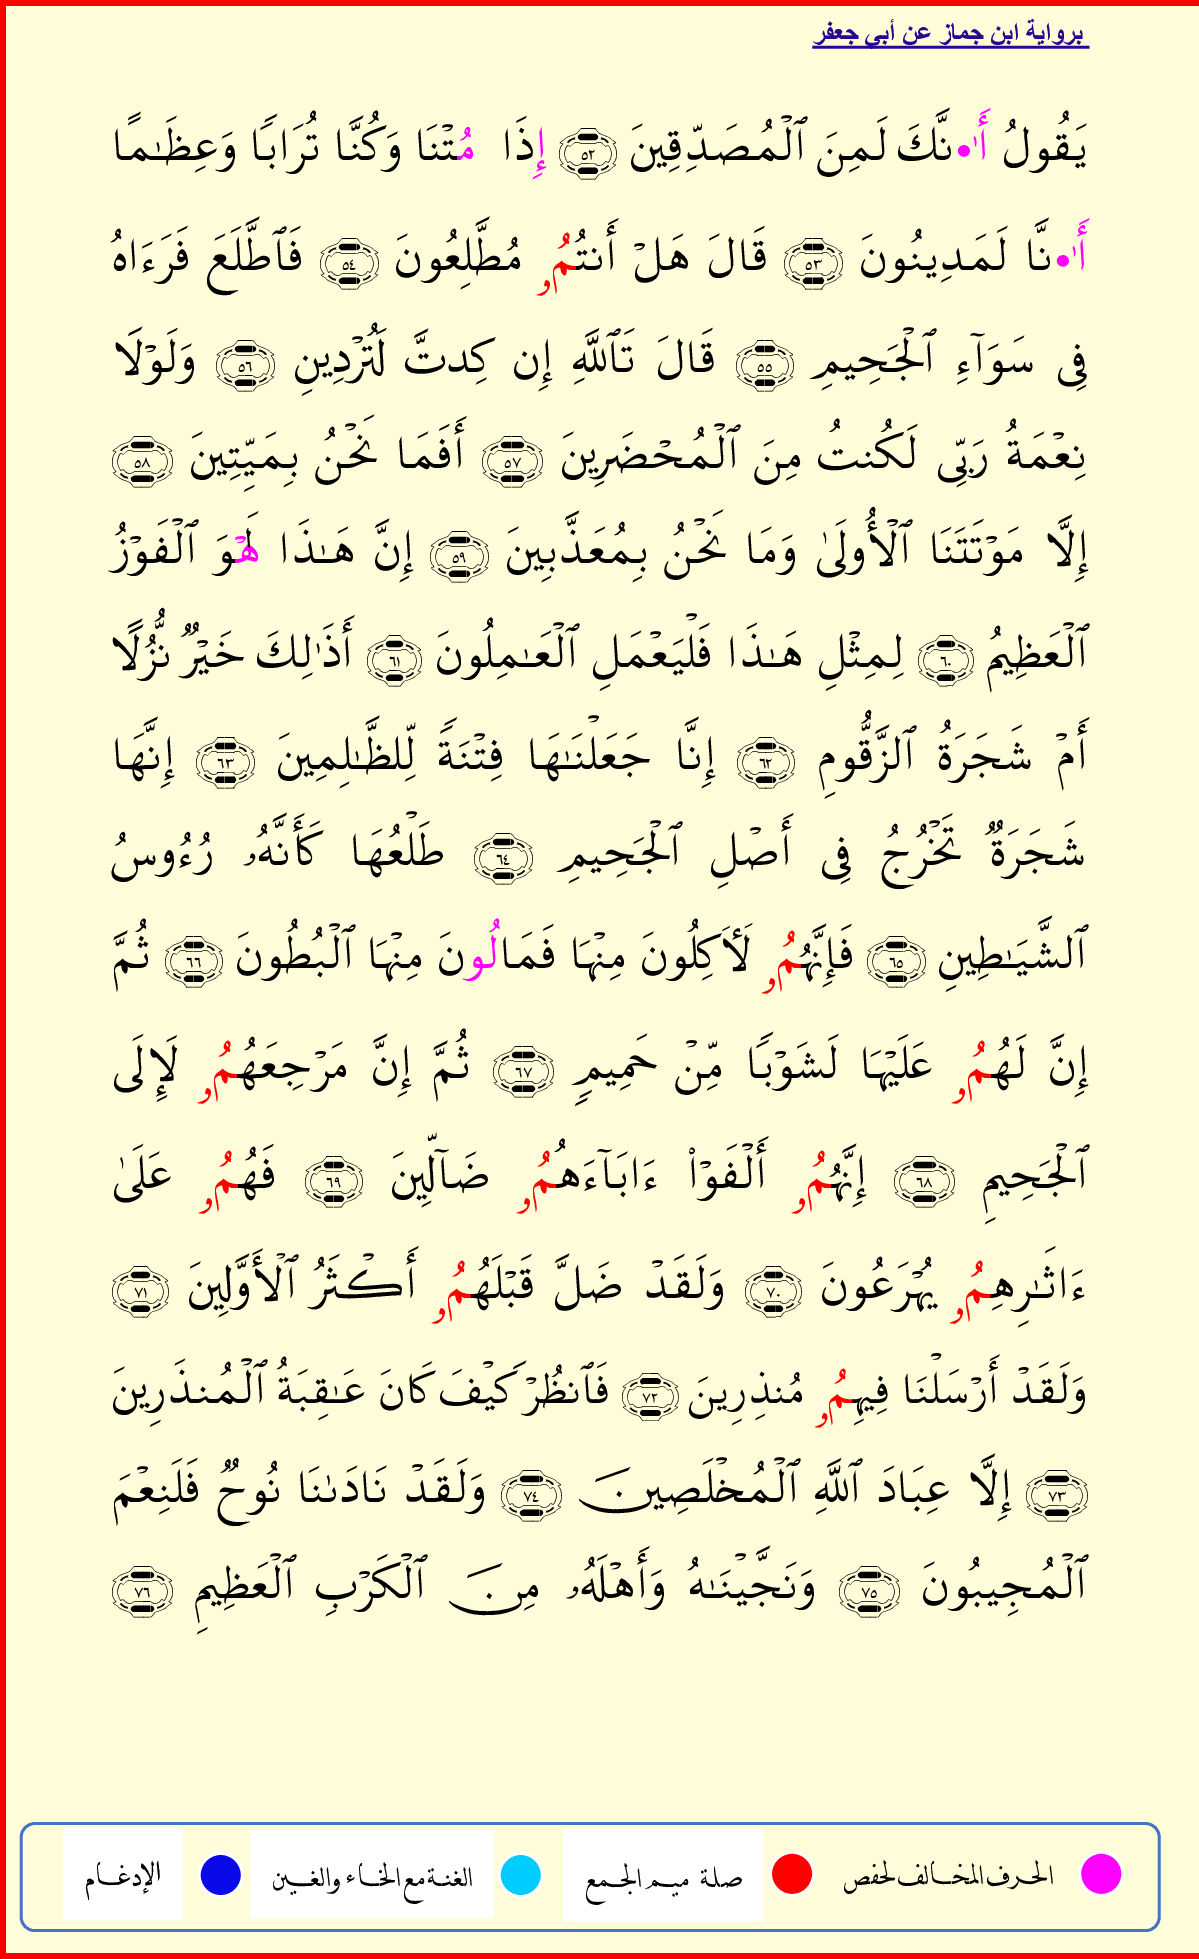 برواية ابن جماز عن أبي جعفر
يَقُولُ أَ•ٰنَّكَ لَمِنَ ٱلْمُصَدِّقِينَ ٥٢ إِذَا مُتْنَا وَكُنَّا تُرَابًا وَعِظَـٰمًا
أَ•ٰنَّا لَمَدِينُونَ ٥٣ قَالَ هَلْ أَنتُمُۥ مُطَّلِعُونَ ٥٤ فَٱطَّلَعَ فَرَءَاهُ
فِى سَوَآءِ ٱلْجَحِيمِ ٥٥ قَالَ تَٱللَّهِ إِن كِدتَّ لَتُرْدِينِ ٥٦ وَلَوْلَا
نِعْمَةُ رَبِّى لَكُنتُ مِنَ ٱلْمُحْضَرِينَ ٥٧ أَفَمَا نَحْنُ بِمَيِّتِينَ ٥٨
إِلَّا مَوْتَتَنَا ٱلْأُولَىٰ وَمَا نَحْنُ بِمُعَذَّبِينَ ٥٩ إِنَّ هَـٰذَا لَهْوَ ٱلْفَوْزُ
ٱلْعَظِيمُ ٦٠ لِمِثْلِ هَـٰذَا فَلْيَعْمَلِ ٱلْعَـٰمِلُونَ ٦١ أَذَٰلِكَ خَيْرٌ نُّزُلًا
أَمْ شَجَرَةُ ٱلزَّقُّومِ ٦٢ إِنَّا جَعَلْنَـٰهَا فِتْنَةً لِّلظَّـٰلِمِينَ ٦٣ إِنَّهَا
شَجَرَةٌ تَخْرُجُ فِى أَصْلِ ٱلْجَحِيمِ ٦٤ طَلْعُهَا كَأَنَّهُۥ رُءُوسُ
ٱلشَّيَـٰطِينِ ٦٥ فَإِنَّهُمُۥ لَأَكِلُونَ مِنْهَا فَمَالُونَ مِنْهَا ٱلْبُطُونَ ٦٦ ثُمَّ
إِنَّ لَهُمُۥ عَلَيْهَا لَشَوْبًا مِّنْ حَمِيمٍ ٦٧ ثُمَّ إِنَّ مَرْجِعَهُمُۥ لَإِلَى
ٱلْجَحِيمِ ٦٨ إِنَّهُمُۥ أَلْفَوْا۟ ءَابَآءَهُمُۥ ضَآلِّينَ ٦٩ فَهُمُۥ عَلَىٰ
ءَاثَـٰرِهِمُۥ يُهْرَعُونَ ٧٠ وَلَقَدْ ضَلَّ قَبْلَهُمُۥ أَكْثَرُ ٱلْأَوَّلِينَ ٧١
وَلَقَدْ أَرْسَلْنَا فِيهِمُۥ مُنذِرِينَ ٧٢ فَٱنظُرْ كَيْفَ كَانَ عَـٰقِبَةُ ٱلْمُنذَرِينَ
٧٣ إِلَّا عِبَادَ ٱللَّهِ ٱلْمُخْلَصِينَ ٧٤ وَلَقَدْ نَادَىٰنَا نُوحٌ فَلَنِعْمَ
ٱلْمُجِيبُونَ ٧٥ وَنَجَّيْنَـٰهُ وَأَهْلَهُۥ مِنَ ٱلْكَرْبِ ٱلْعَظِيمِ ٧٦
الحرف المخالف لحفص صلة ميم الجمع الغنة مع الخاء والغين الإدغام